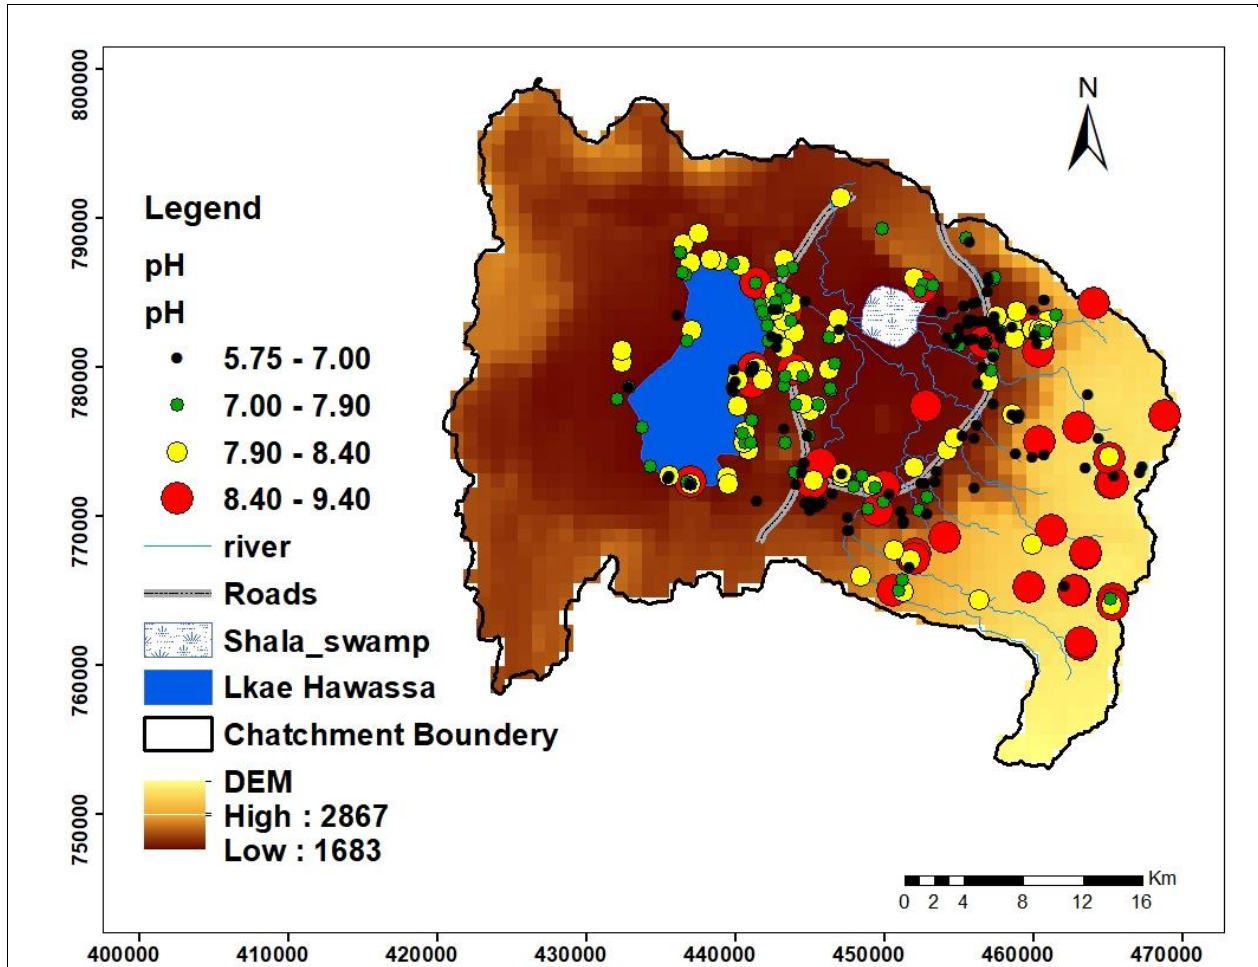 800000
790000
780000
770000
760000
750000
N
Legend
pH
pH
5.75 - 7.00
7.00 - 7.90
7.90 - 8.40
8.40 - 9.40
river
Roads
Shala_swamp
Lkae Hawassa
Chatchment Boundery
DEM
High : 2867
Low : 1683
Km
0 2 4 8 12 16
400000 410000 420000 430000 440000 450000 460000 470000